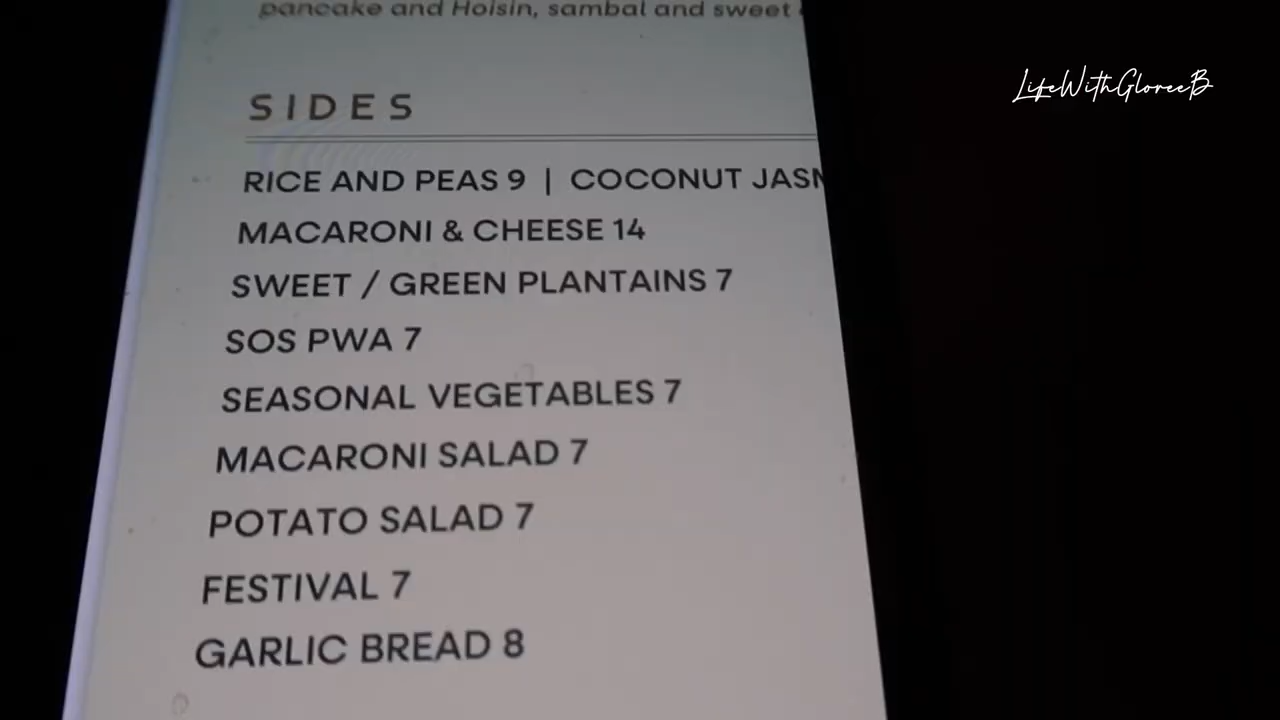 pancake and Hoisin, sambal and sweet
LifeWithGloreeB
SIDES
RICE AND PEAS 9 | COCONUT
MACARONI & CHEESE 14
SWEET / GREEN PLANTAINS 7
SOS PWA 7
SEASONAL VEGETABLES 7
MACARONI SALAD 7
POTATO SALAD 7
FESTIVAL 7
GARLIC BREAD 8